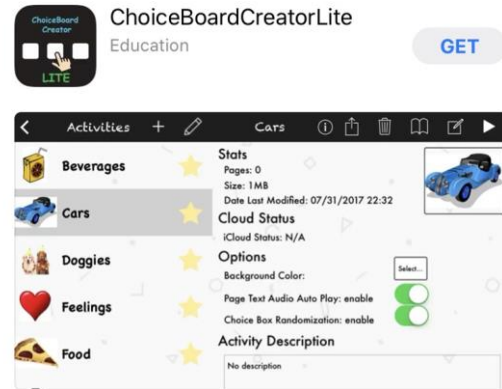 ChoiceBoard
Creator
LITE
ChoiceBoardCreatorLite
Education
GET
Activities
Cars
Beverages
Cars
Doggies
Feelings
Food
Stats
Pages: 0
Size: 1MB
Date Last Modified: 07/31/2017 22:32
Cloud Status
iCloud Status: N/A
Options
Background Color:
Select...
Page Text Audio Auto Play: enable
Choice Box Randomization: enable
Activity Description
No description